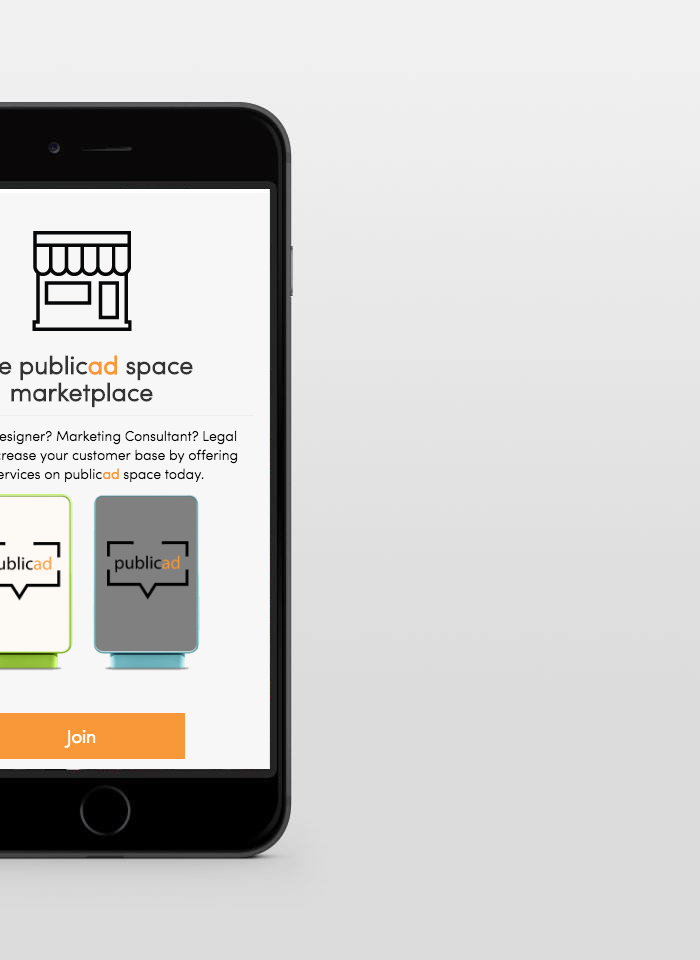 e publicad space
marketplace
esigner? Marketing Consultant? Legal
rease your customer base by offering
ervices on publicad space today.
ublicad
publicad
Join